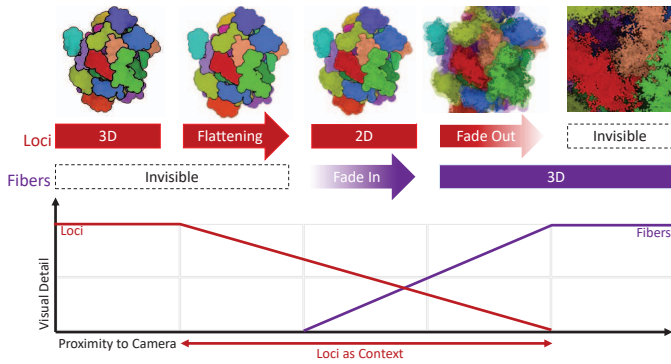 Loci 3D Flattening 2D Fade Out Invisible
Fibers Invisible Fade In 3D
Loci Fibers
Visual Detail
Proximity to Camera
Loci as Context